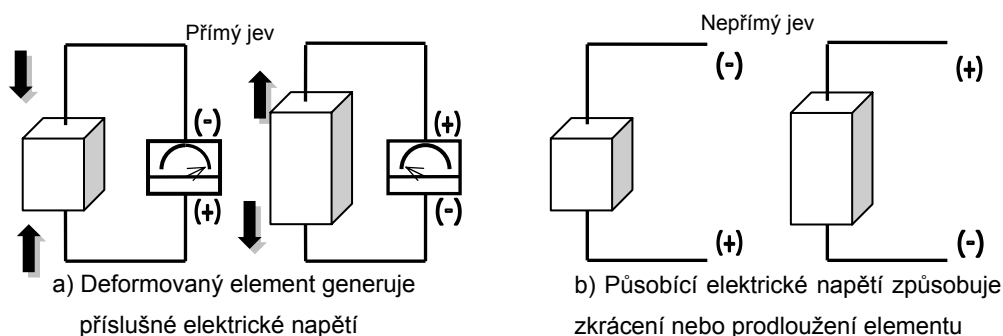 Přímý jev
(-)
(+)
(+)
(-)
a) Deformovaný element generuje
příslušné elektrické napětí
Nepřímý jev
(-)
(+)
(+)
(-)
b) Působící elektrické napětí způsobuje
zkrácení nebo prodloužení elementu